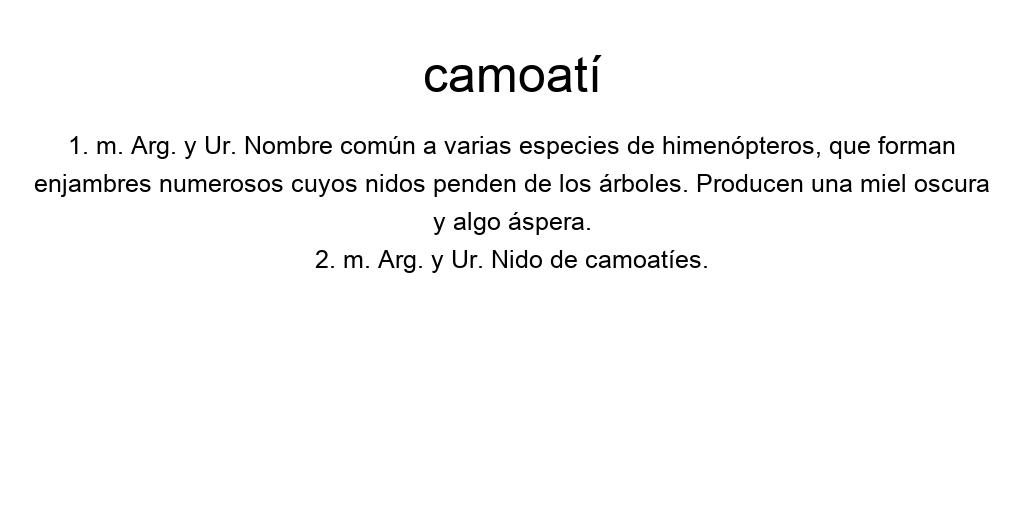 camoatí
1. m. Arg. y Ur. Nombre común a varias especies de himenópteros, que forman
enjambres numerosos cuyos nidos penden de los árboles. Producen una miel oscura
y algo áspera.
2. m. Arg. y Ur. Nido de camoatíes.